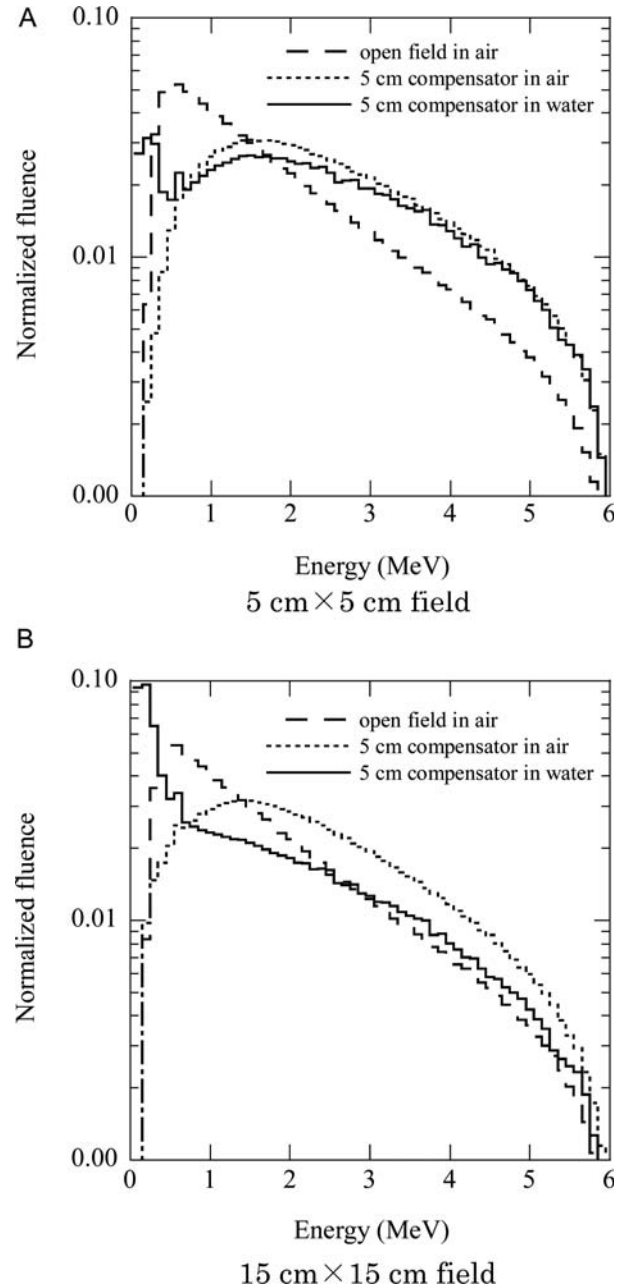 A
0.10
open field in air
5 cm compensator in air
5 cm compensator in water
Normalized fluence
0.01
0.00
0 1 2 3 4 5 6
Energy (MeV)
5 cm×5 cm field
B
0.10
open field in air
5 cm compensator in air
5 cm compensator in water
Normalized fluence
0.01
0.00
0 1 2 3 4 5 6
Energy (MeV)
15 cm×15 cm field